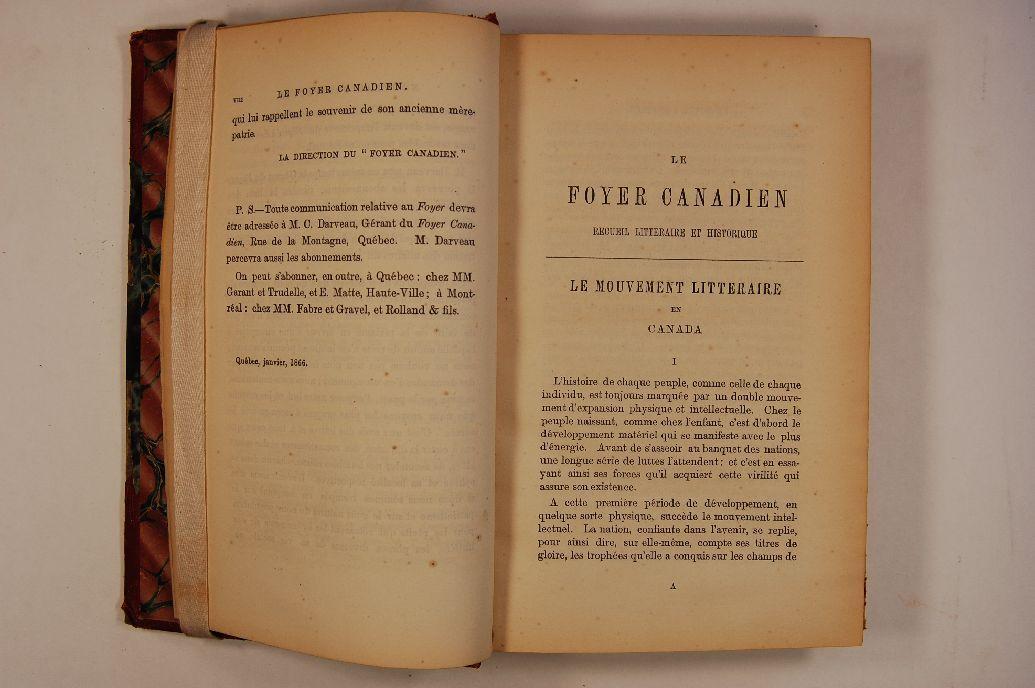 VIII LE FOYER CANADIEN.
qui lui rappellent le souvenir de son ancienne mère-
patrie.
LA DIRECTION DU "FOYER CANADIEN."
P. S.—Toute communication relative au Foyer devra
être adressée à M. C. Darveau, Gérant du Foyer Cana-
dien, Rue de la Montagne, Québec. M. Darveau
percevra aussi les abonnements.
On peut s'abonner, en outre, à Québec : chez MM.
Garant et Trudelle, et E. Matte, Haute-Ville ; à Mont-
réal : chez MM. Fabre et Gravel, et Rolland & fils.
Québec, janvier, 1866.
LE
FOYER CANADIEN
RECUEIL LITTERAIRE ET HISTORIQUE
LE MOUVEMENT LITTERAIRE
EN
CANADA
I
L'histoire de chaque peuple, comme celle de chaque
individu, est toujours marquée par un double mouve-
ment d'expansion physique et intellectuelle. Chez le
peuple naissant, comme chez l'enfant, c'est d'abord le
développement matériel qui se manifeste avec le plus
d'énergie. Avant de s'asseoir au banquet des nations,
une longue série de luttes l'attendent ; et c'est en essa-
yant ainsi ses forces qu'il acquiert cette virilité qui
assure son existence.
A cette première période de développement, en
quelque sorte physique, succède le mouvement intel-
lectuel. La nation, confiante dans l'avenir, se replie,
pour ainsi dire, sur elle-même, compte ses titres de
gloire, les trophées qu'elle a conquis sur les champs de
A